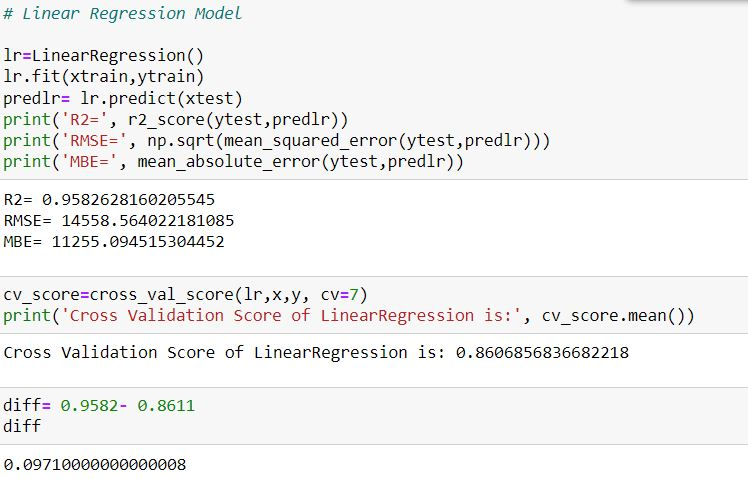 # Linear Regression Model
lr=LinearRegression()
lr.fit(xtrain,ytrain)
predlr= lr.predict(xtest)
print('R2=', r2_score(ytest,predlr))
print('RMSE=', np.sqrt(mean_squared_error(ytest,predlr)))
print('MBE=', mean_absolute_error(ytest,predlr))
R2= 0.9582628160205545
RMSE= 14558.564022181085
MBE= 11255.094515304452
cv_score=cross_val_score(lr,x,y, cv=7)
print('Cross Validation Score of LinearRegression is:', cv_score.mean())
Cross Validation Score of LinearRegression is: 0.8606856836682218
diff= 0.9582- 0.8611
diff
0.09710000000000008